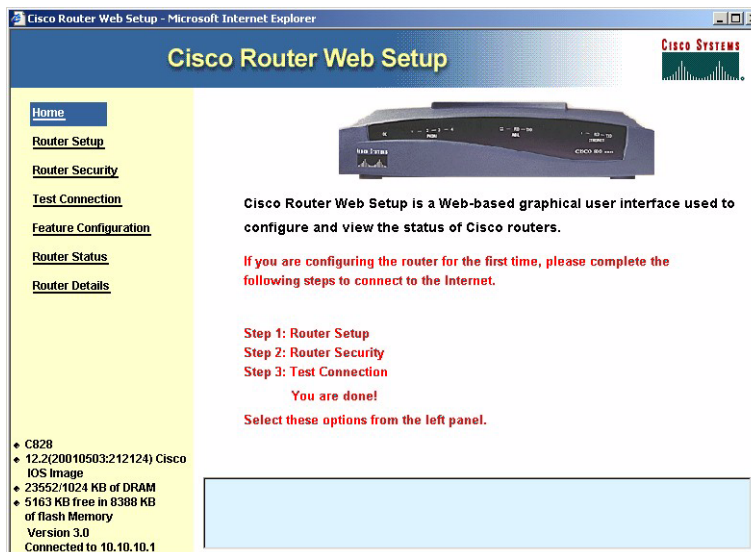 Cisco Router Web Setup - Microsoft Internet Explorer
Cisco Router Web Setup
CISCO SYSTEMS
Home
Router Setup
Router Security
Test Connection
Feature Configuration
Router Status
Router Details
Cisco Router Web Setup is a Web-based graphical user interface used to
configure and view the status of Cisco routers.
If you are configuring the router for the first time, please complete the
following steps to connect to the Internet.
Step 1: Router Setup
Step 2: Router Security
Step 3: Test Connection
You are done!
Select these options from the left panel.
C828
12.2(20010503:212124) Cisco
IOS Image
23552/1024 KB of DRAM
5163 KB free in 8388 KB
of flash Memory
Version 3.0
Connected to 10.10.10.1